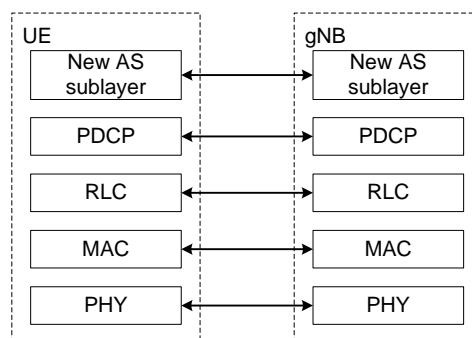 UE
New AS
sublayer
PDCP
RLC
MAC
PHY
gNB
New AS
sublayer
PDCP
RLC
MAC
PHY